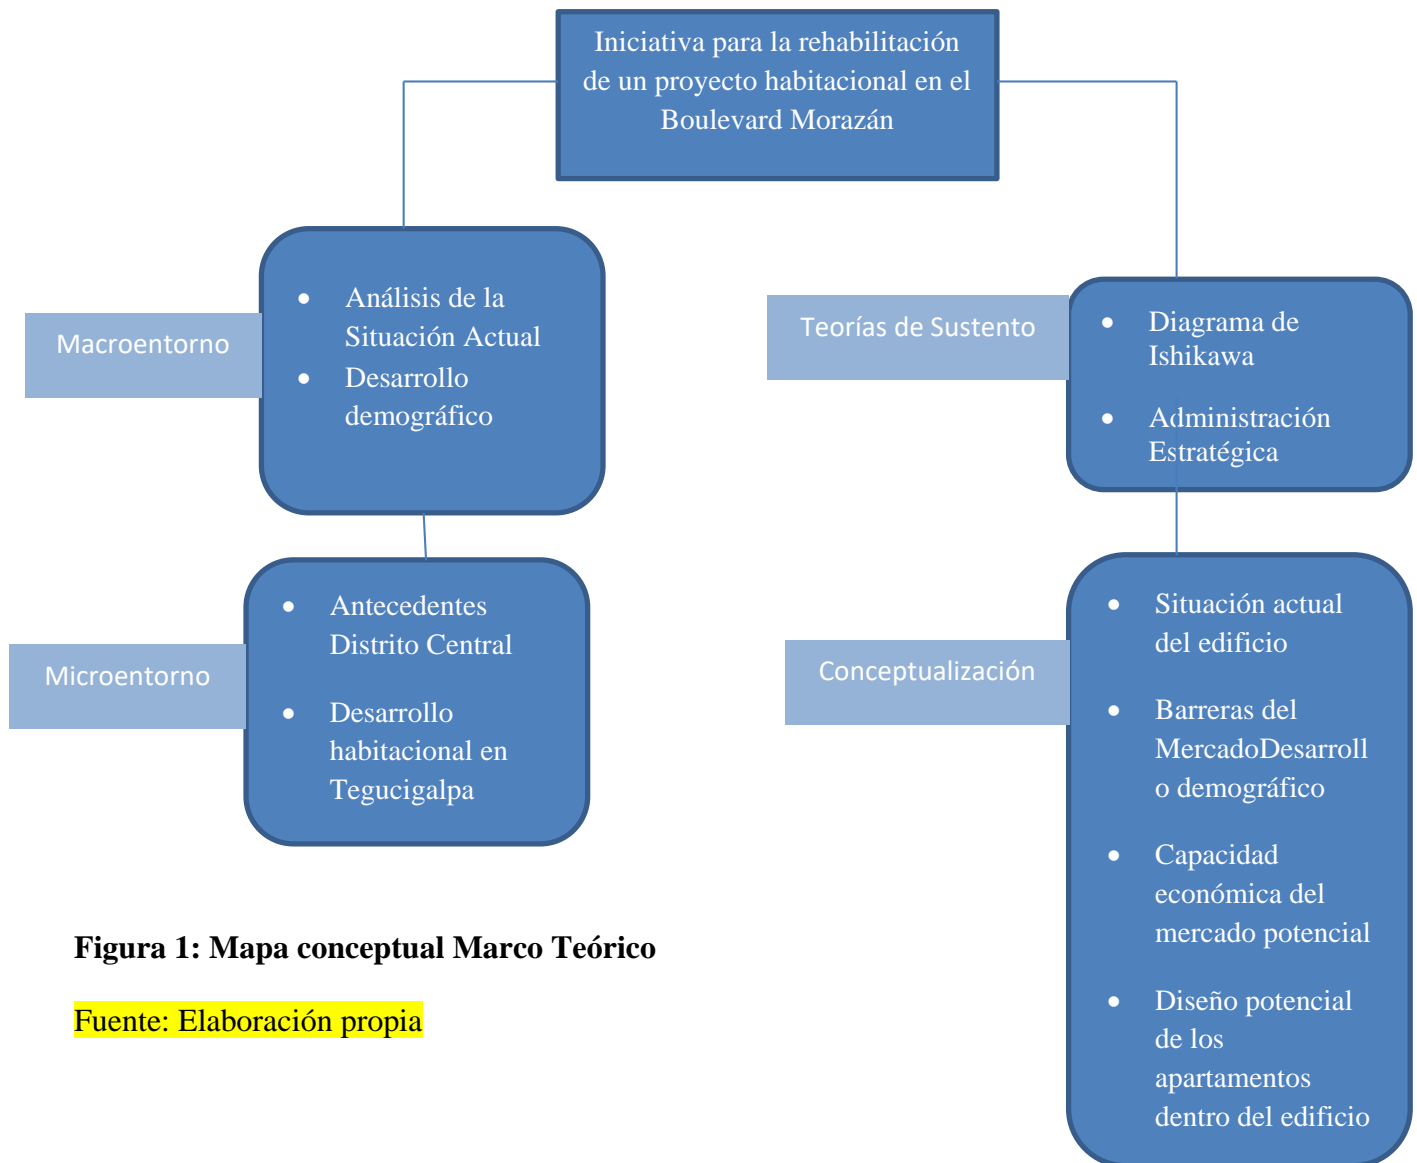 Iniciativa para la rehabilitación
de un proyecto habitacional en el
Boulevard Morazán
Macroentorno
• Análisis de la
Situación Actual
• Desarrollo
demográfico
Microentorno
• Antecedentes
Distrito Central
• Desarrollo
habitacional en
Tegucigalpa
Teorías de Sustento
• Diagrama de
Ishikawa
• Administración
Estratégica
Conceptualización
• Situación actual
del edificio
• Barreras del
MercadoDesarroll
o demográfico
• Capacidad
económica del
mercado potencial
• Diseño potencial
de los
apartamentos
dentro del edificio
Figura 1: Mapa conceptual Marco Teórico
Fuente: Elaboración propia